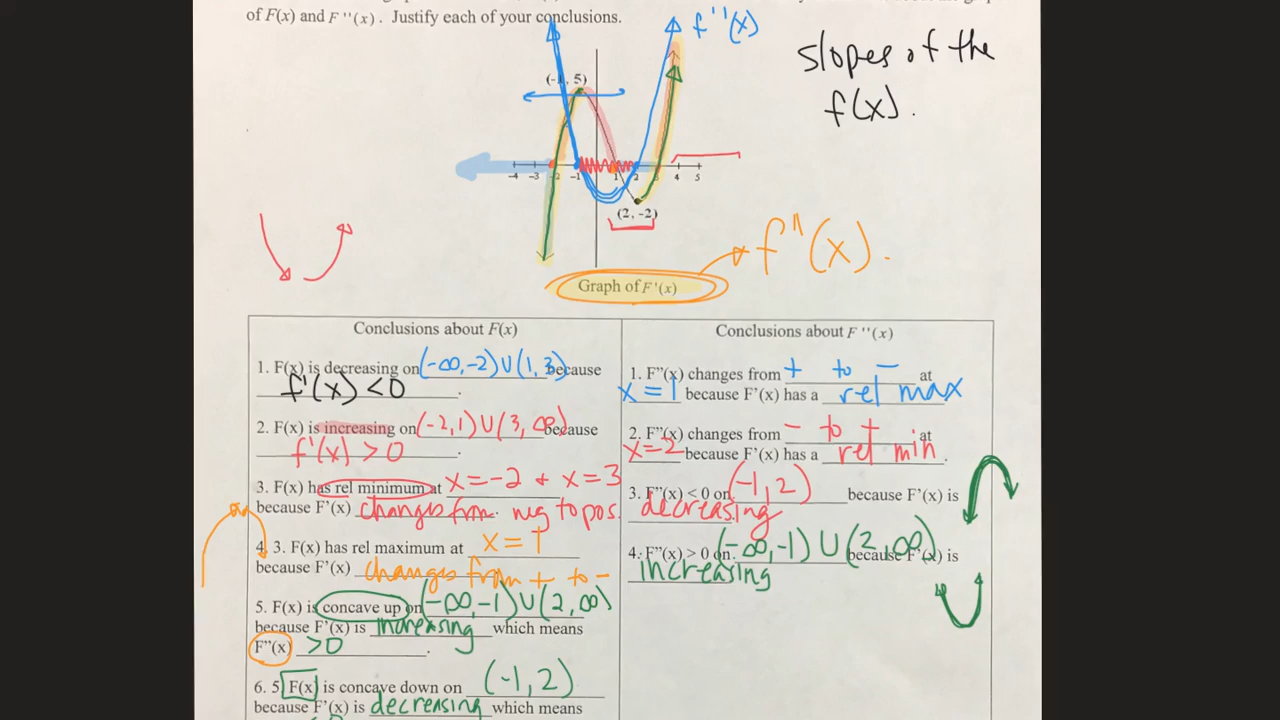 of F(x) and F ''(x). Justify each of your conclusions.
f''(x)
slopes of the
f(x).
(-1, 5)
-4 -3 -2 -1 1 2 3 4 5
(2, -2)
f"(x).
Graph of F'(x)
Conclusions about F(x)
1. F(x) is decreasing on (-∞,-2)∪(1,3) because
f'(x) <0.
2. F(x) is increasing on (-2,1)∪(3,∞) because
f'(x) >0.
3. F(x) has rel minimum at x=-2 + x=3
because F'(x) changes from neg to pos.
4. 3. F(x) has rel maximum at x=1
because F'(x) changes from + to -
5. F(x) is concave up on (-∞,-1)∪(2,∞)
because F'(x) is increasing which means
F"(x) >0.
6. 5 F(x) is concave down on (-1,2)
because F'(x) is decreasing which means
Conclusions about F ''(x)
1. F"(x) changes from + to - at
x=1 because F'(x) has a rel max
2. F"(x) changes from - to + at
x=2 because F'(x) has a rel min.
3. F"(x) < 0 on (-1,2) because F'(x) is
decreasing
4. F"(x) > 0 on (-∞,-1) ∪ (2,∞) because F'(x) is
increasing